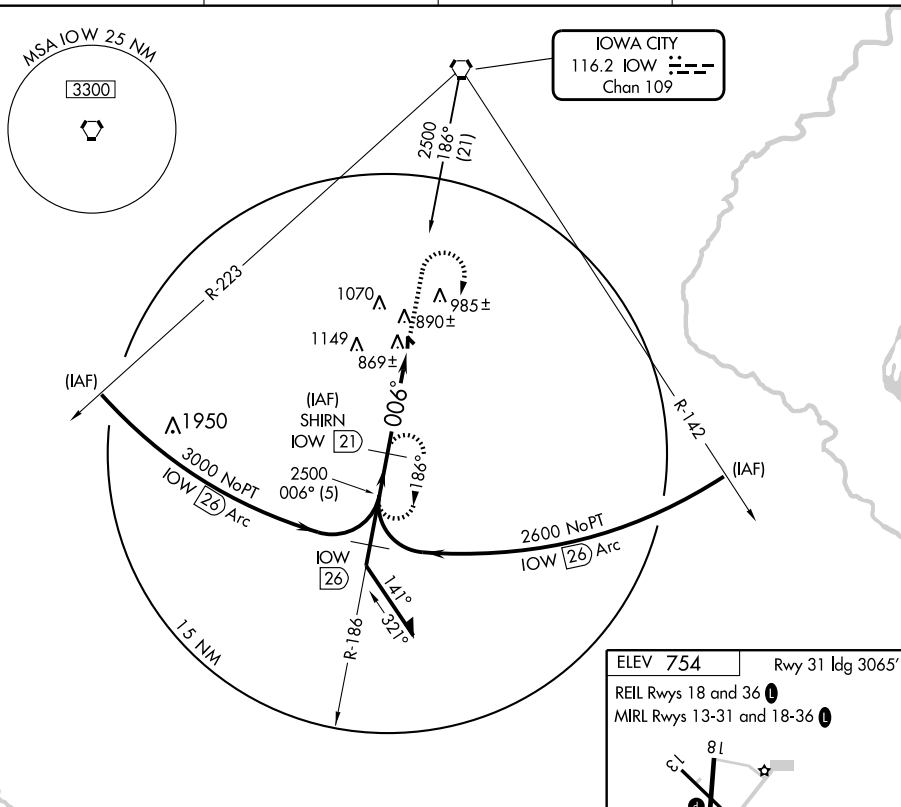 MSA IOW 25 NM
3300
IOWA CITY
116.2 IOW
Chan 109
2500
186°
(21)
R-223
R-142
1070
985±
890±
1149
869±
(IAF)
(IAF)
SHIRN
IOW 21
006°
186°
1950
3000 NoPT
IOW 26 Arc
2500
006° (5)
(IAF)
2600 NoPT
IOW 26 Arc
IOW
26
141°
321°
R-186
15 NM
ELEV 754
Rwy 31 ldg 3065'
REIL Rwys 18 and 36 L
MIRL Rwys 13-31 and 18-36 L
13
18